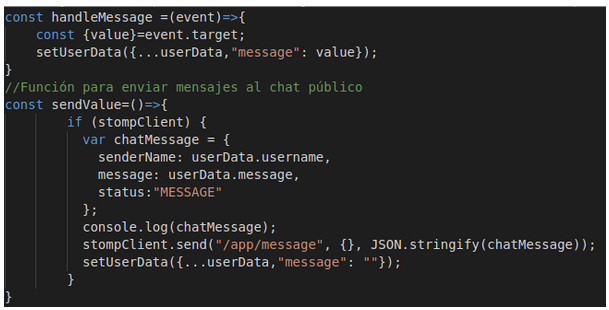 const handleMessage =(event)=>{
    const {value}=event.target;
    setUserData({...userData,"message": value});
}
//Función para enviar mensajes al chat público
const sendValue=()=>{
        if (stompClient) {
          var chatMessage = {
            senderName: userData.username,
            message: userData.message,
            status:"MESSAGE"
          };
          console.log(chatMessage);
          stompClient.send("/app/message", {}, JSON.stringify(chatMessage));
          setUserData({...userData,"message": ""});
        }
}